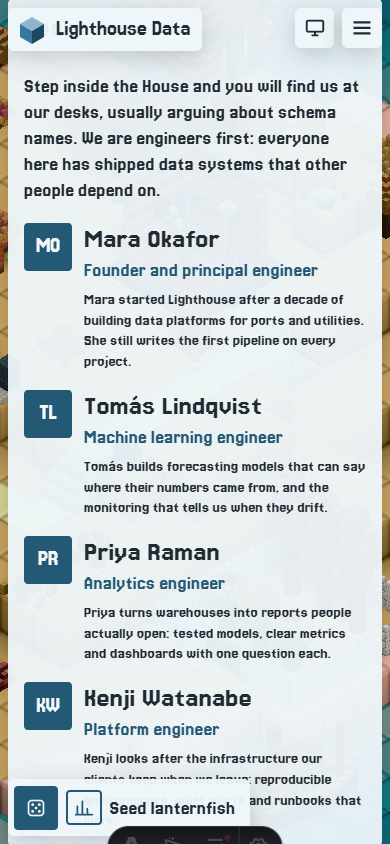 Lighthouse Data
Step inside the House and you will find us at
our desks, usually arguing about schema
names. We are engineers first: everyone
here has shipped data systems that other
people depend on.
MO
Mara Okafor
Founder and principal engineer
Mara started Lighthouse after a decade of
building data platforms for ports and utilities.
She still writes the first pipeline on every
project.
TL
Tomás Lindqvist
Machine learning engineer
Tomás builds forecasting models that can say
where their numbers came from, and the
monitoring that tells us when they drift.
PR
Priya Raman
Analytics engineer
Priya turns warehouses into reports people
actually open: tested models, clear metrics
and dashboards with one question each.
KW
Kenji Watanabe
Platform engineer
Kenji looks after the infrastructure our
clients keep when we leave: reproducible
and runbooks that
Seed lanternfish